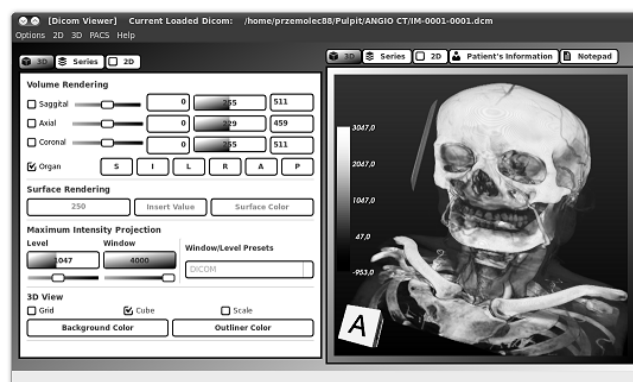 [Dicom Viewer] Current Loaded Dicom: /home/przemolec88/Pulpit/ANGIO CT/IM-0001-0001.dcm
Options 2D 3D PACS Help
3D Series 2D
3D Series 2D Patient's Information Notepad
Volume Rendering
Saggital 0 255 511
Axial 0 229 459
Coronal 0 255 511
Organ S I L R A P
Surface Rendering
250 Insert Value Surface Color
Maximum Intensity Projection
Level Window Window/Level Presets
1047 4000 DICOM
3D View
Grid Cube Scale
Background Color Outliner Color
3047,0
2047,0
1047,0
47,0
-953,0
A